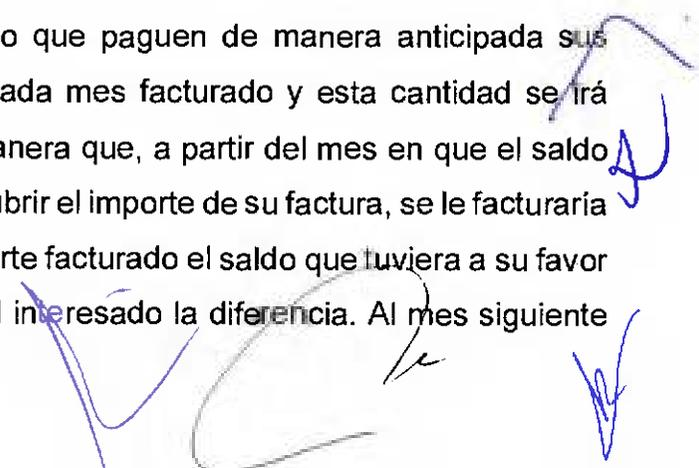 o que paguen de manera anticipada sus
ada mes facturado y esta cantidad se irá
anera que, a partir del mes en que el saldo
brir el importe de su factura, se le facturaría
rte facturado el saldo que tuviera a su favor
l interesado la diferencia. Al mes siguiente